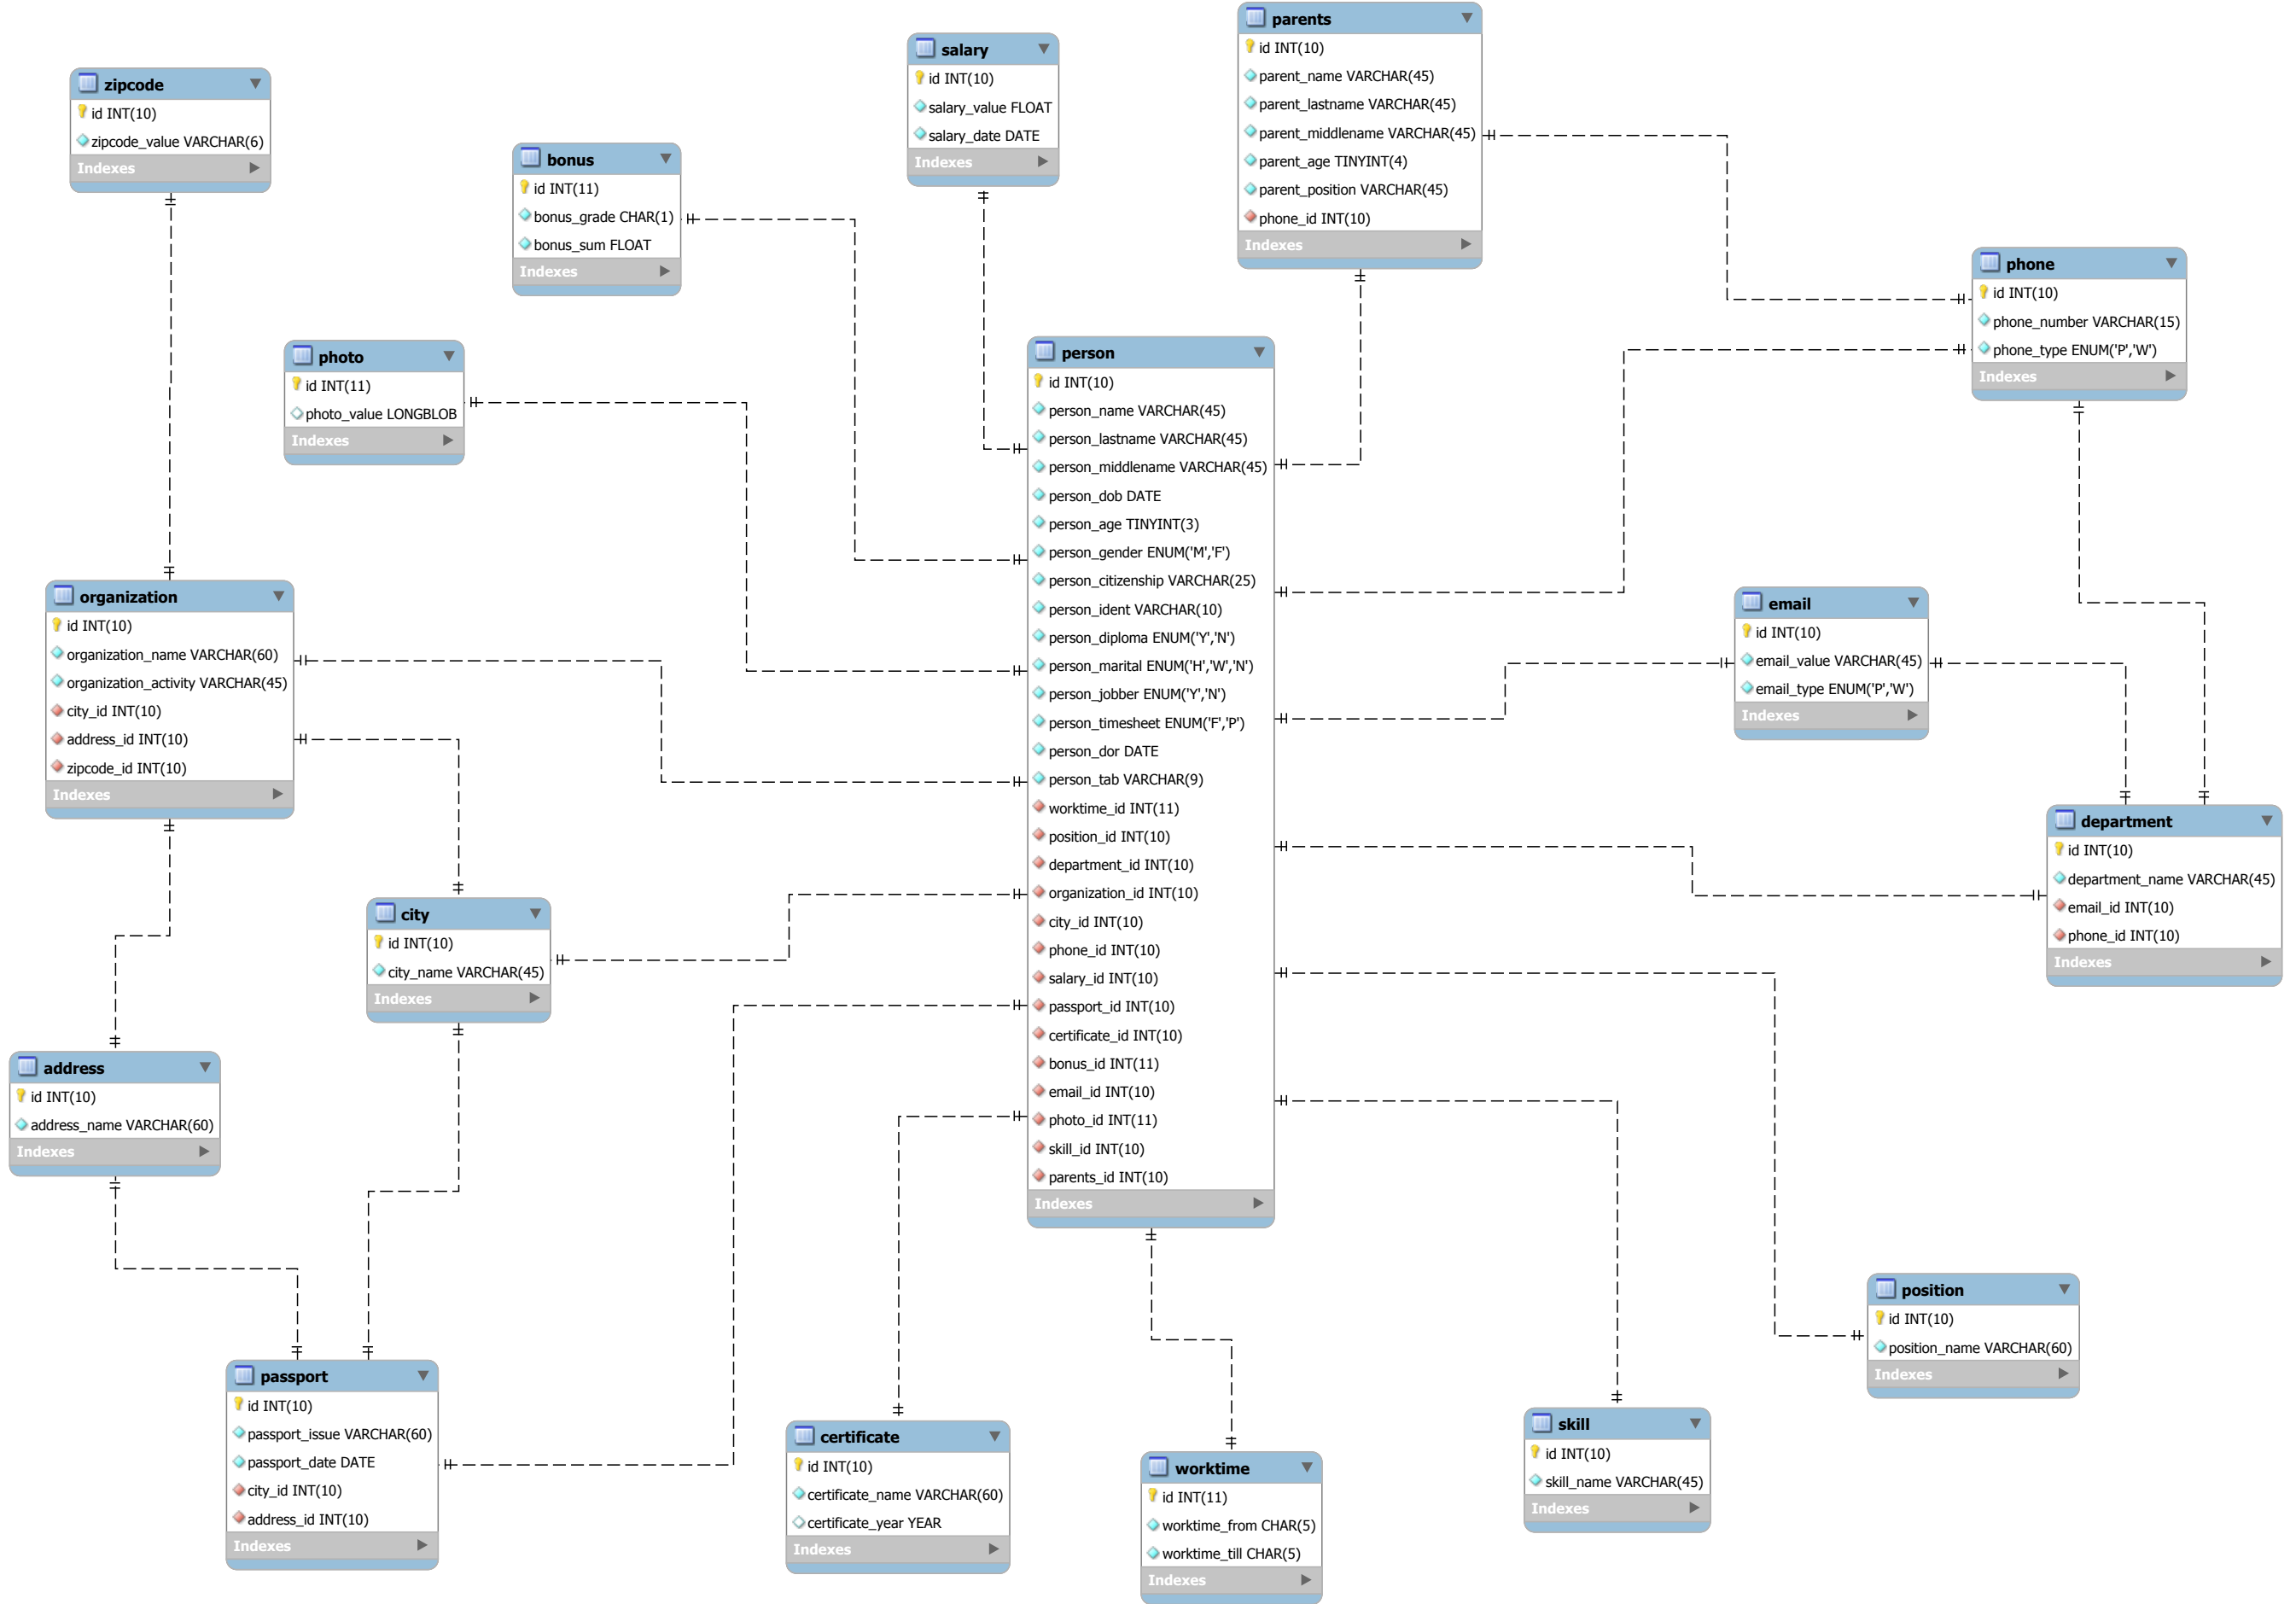 zipcode
id INT(10)
zipcode_value VARCHAR(6)
Indexes
bonus
id INT(11)
bonus_grade CHAR(1)
bonus_sum FLOAT
Indexes
salary
id INT(10)
salary_value FLOAT
salary_date DATE
Indexes
parents
id INT(10)
parent_name VARCHAR(45)
parent_lastname VARCHAR(45)
parent_middlename VARCHAR(45)
parent_age TINYINT(4)
parent_position VARCHAR(45)
phone_id INT(10)
Indexes
phone
id INT(10)
phone_number VARCHAR(15)
phone_type ENUM('P','W')
Indexes
photo
id INT(11)
photo_value LONGBLOB
Indexes
person
id INT(10)
person_name VARCHAR(45)
person_lastname VARCHAR(45)
person_middlename VARCHAR(45)
person_dob DATE
person_age TINYINT(3)
person_gender ENUM('M','F')
person_citizenship VARCHAR(25)
person_ident VARCHAR(10)
person_diploma ENUM('Y','N')
person_marital ENUM('H','W','N')
person_jobber ENUM('Y','N')
person_timesheet ENUM('F','P')
person_dor DATE
person_tab VARCHAR(9)
worktime_id INT(11)
position_id INT(10)
department_id INT(10)
organization_id INT(10)
city_id INT(10)
phone_id INT(10)
salary_id INT(10)
passport_id INT(10)
certificate_id INT(10)
bonus_id INT(11)
email_id INT(10)
photo_id INT(11)
skill_id INT(10)
parents_id INT(10)
Indexes
organization
id INT(10)
organization_name VARCHAR(60)
organization_activity VARCHAR(45)
city_id INT(10)
address_id INT(10)
zipcode_id INT(10)
Indexes
email
id INT(10)
email_value VARCHAR(45)
email_type ENUM('P','W')
Indexes
department
id INT(10)
department_name VARCHAR(45)
email_id INT(10)
phone_id INT(10)
Indexes
city
id INT(10)
city_name VARCHAR(45)
Indexes
address
id INT(10)
address_name VARCHAR(60)
Indexes
passport
id INT(10)
passport_issue VARCHAR(60)
passport_date DATE
city_id INT(10)
address_id INT(10)
Indexes
certificate
id INT(10)
certificate_name VARCHAR(60)
certificate_year YEAR
Indexes
worktime
id INT(11)
worktime_from CHAR(5)
worktime_till CHAR(5)
Indexes
skill
id INT(10)
skill_name VARCHAR(45)
Indexes
position
id INT(10)
position_name VARCHAR(60)
Indexes